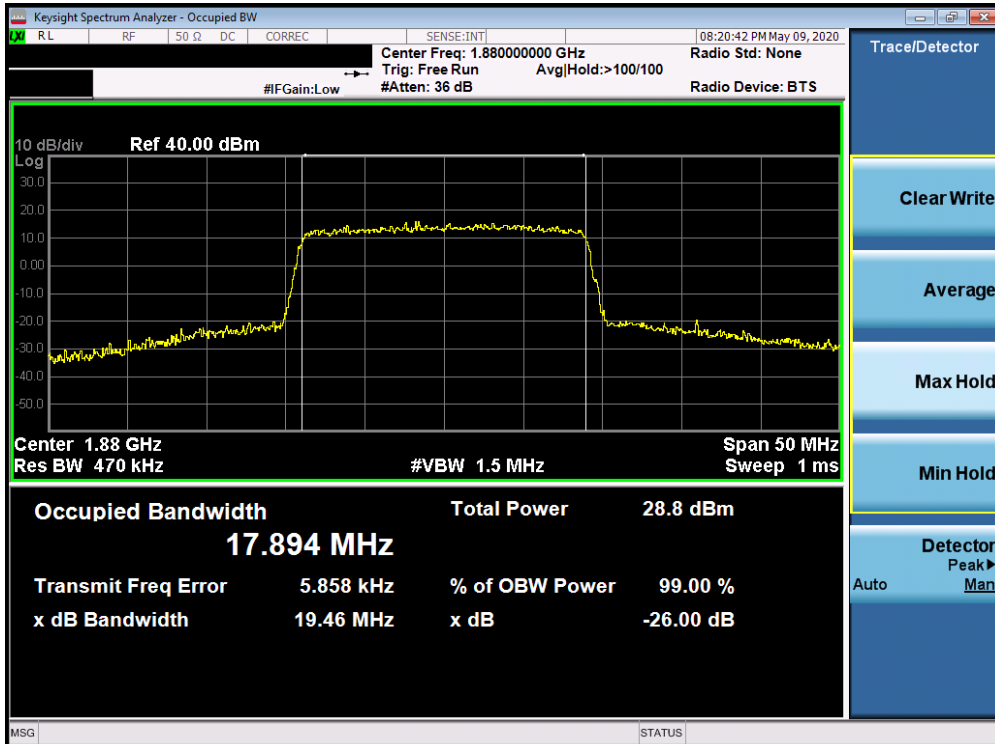 Keysight Spectrum Analyzer - Occupied BW
LXI RL RF 50 Ω DC CORREC SENSE:INT 08:20:42 PM May 09, 2020
Center Freq: 1.880000000 GHz Radio Std: None
Trig: Free Run Avg|Hold:>100/100
#IFGain:Low #Atten: 36 dB Radio Device: BTS
Trace/Detector
10 dB/div Ref 40.00 dBm
Log
30.0
20.0
10.0
0.00
-10.0
-20.0
-30.0
-40.0
-50.0
Center 1.88 GHz Span 50 MHz
Res BW 470 kHz #VBW 1.5 MHz Sweep 1 ms
Occupied Bandwidth Total Power 28.8 dBm
17.894 MHz
Transmit Freq Error 5.858 kHz % of OBW Power 99.00 %
x dB Bandwidth 19.46 MHz x dB -26.00 dB
Clear Write
Average
Max Hold
Min Hold
Detector
Peak▶
Auto Man
MSG STATUS